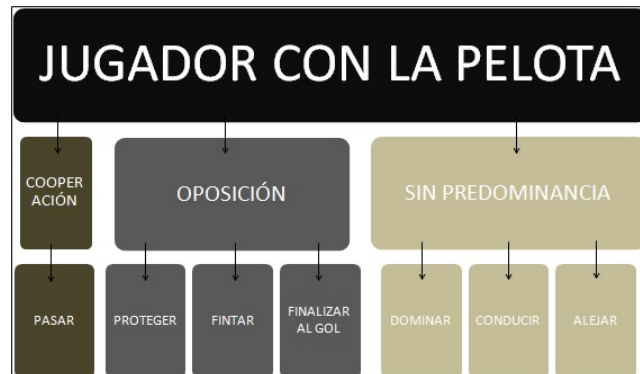 JUGADOR CON LA PELOTA
COOPER
ACIÓN
OPOSICIÓN
SIN PREDOMINANCIA
PASAR
PROTEGER
FINTAR
FINALIZAR
AL GOL
DOMINAR
CONDUCIR
ALEJAR